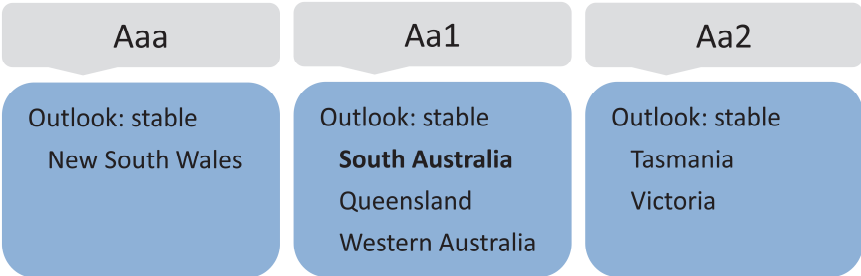 Aaa
Outlook: stable
New South Wales
Aa1
Outlook: stable
South Australia
Queensland
Western Australia
Aa2
Outlook: stable
Tasmania
Victoria